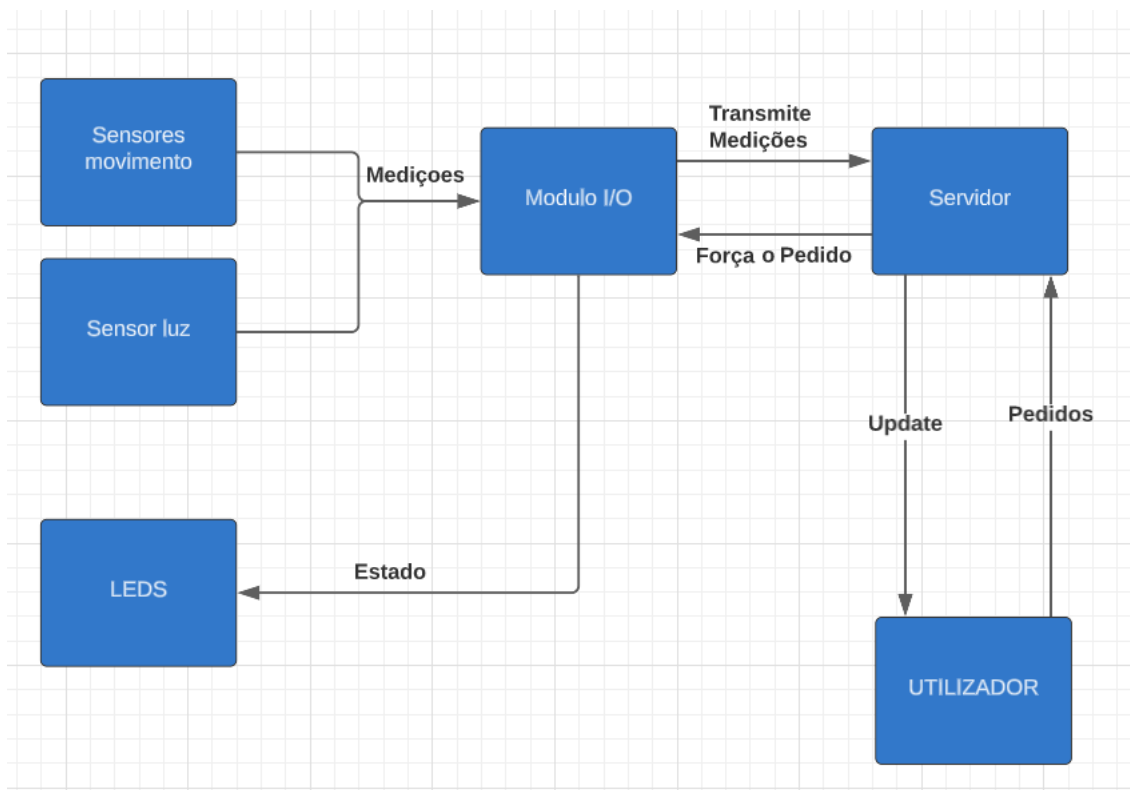 Sensores
movimento
Mediçoes
Modulo I/O
Transmite
Medições
Servidor
Força o Pedido
Sensor luz
Update
Pedidos
LEDS
Estado
UTILIZADOR